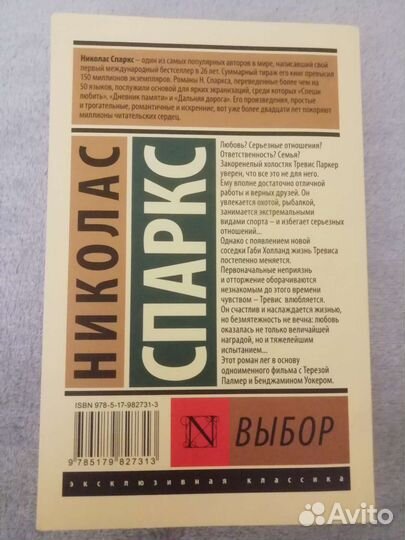 Николас Спаркс – один из самых популярных авторов в мире, написавший свой
первый международный бестселлер в 26 лет. Суммарный тираж его книг превысил
150 миллионов экземпляров. Романы Н. Спаркса, переведенные более чем на
50 языков, послужили основой для ярких экранизаций, среди которых «Спеши
любить», «Дневник памяти» и «Дальняя дорога». Его произведения, простые
и трогательные, романтичные и искренние, вот уже более двадцати лет покоряют
миллионы читательских сердец.
НИКОЛАС
СПАРКС
Любовь? Серьезные отношения?
Ответственность? Семья?
Закоренелый холостяк Тревис Паркер
уверен, что все это не для него.
Ему вполне достаточно отличной
работы и верных друзей. Он
увлекается охотой, рыбалкой,
занимается экстремальными
видами спорта – и избегает серьезных
отношений...
Однако с появлением новой
соседки Габи Холланд жизнь Тревиса
постепенно меняется.
Первоначальные неприязнь
и отторжение оборачиваются
незнакомым до этого времени
чувством – Тревис влюбляется.
Он счастлив и наслаждается жизнью,
но безмятежность не вечна: любовь
оказалась не только величайшей
наградой, но и тяжелейшим
испытанием...
Этот роман лег в основу
одноименного фильма с Терезой
Палмер и Бенджамином Уокером.
ISBN 978-5-17-982731-3
9 785179 827313
N
ВЫБОР
эксклюзивная классика
Avito